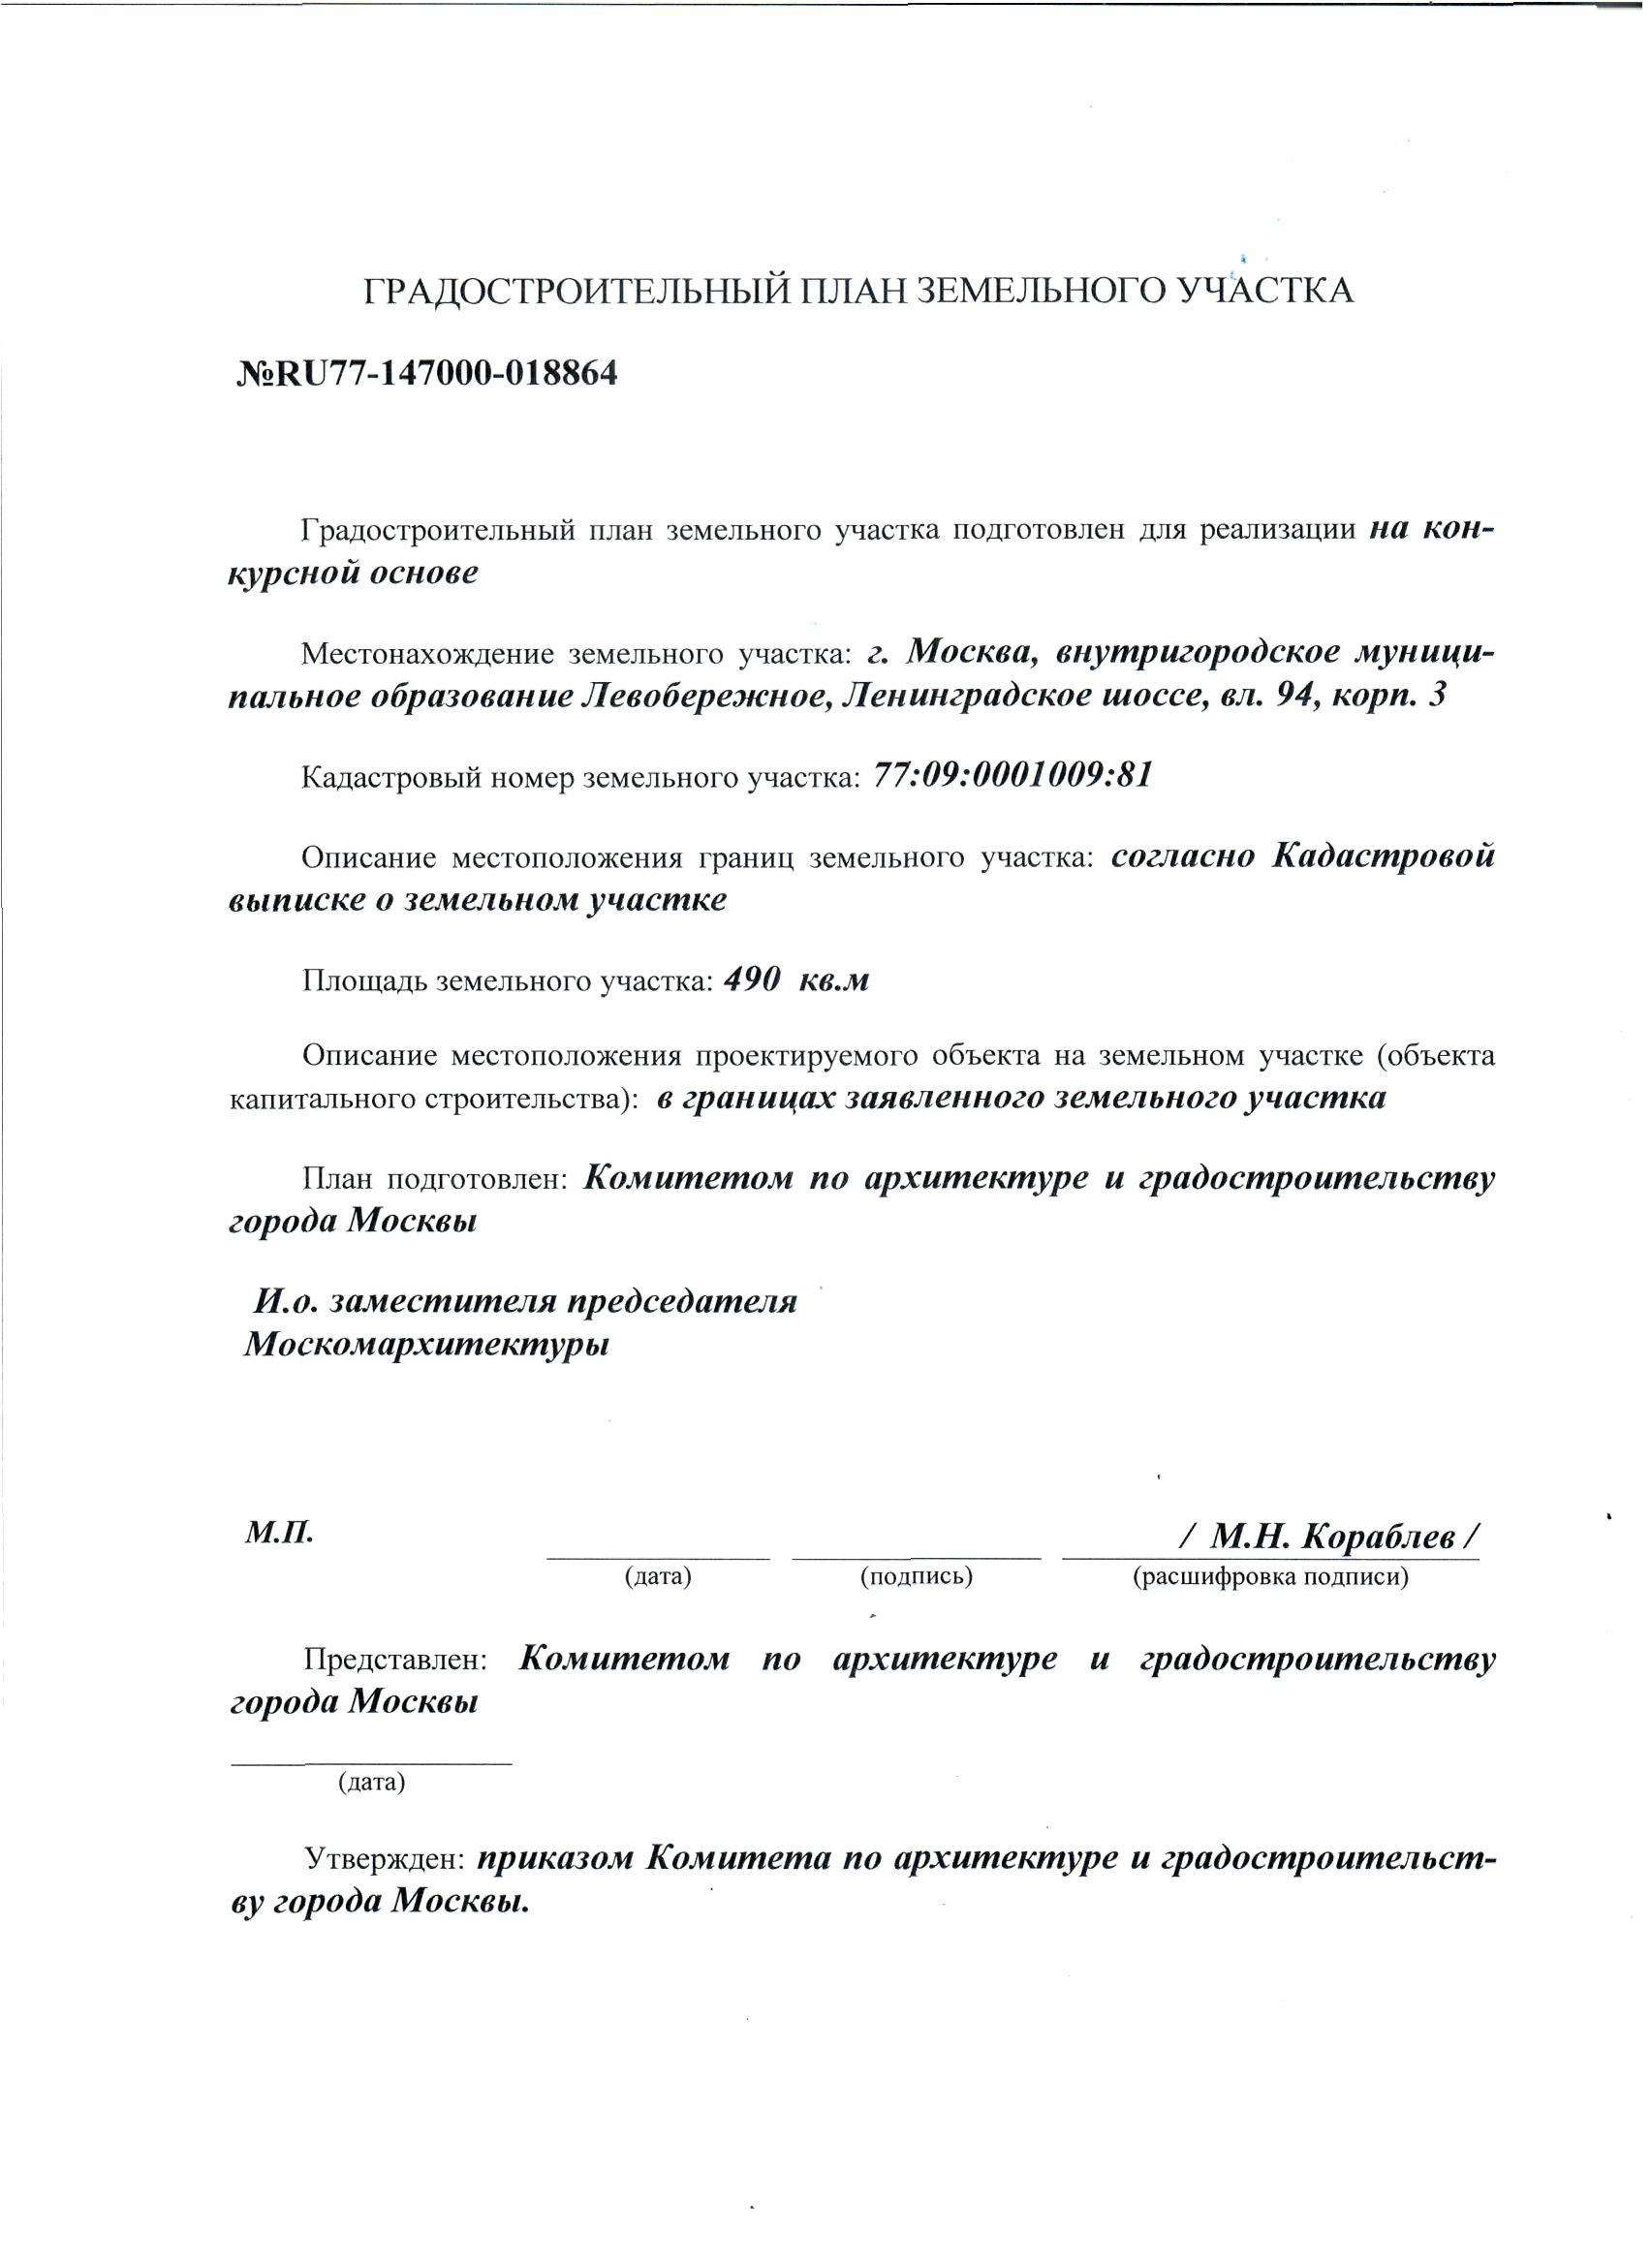 ГРАДОСТРОИТЕЛЬНЫЙ ПЛАН ЗЕМЕЛЬНОГО УЧАСТКА
№RU77-147000-018864
Градостроительный план земельного участка подготовлен для реализации на кон-
курсной основе
Местонахождение земельного участка: г. Москва, внутригородское муници-
пальное образование Левобережное, Ленинградское шоссе, вл. 94, корп. 3
Кадастровый номер земельного участка: 77:09:0001009:81
Описание местоположения границ земельного участка: согласно Кадастровой
выписке о земельном участке
Площадь земельного участка: 490 кв.м
Описание местоположения проектируемого объекта на земельном участке (объекта
капитального строительства): в границах заявленного земельного участка
План подготовлен: Комитетом по архитектуре и градостроительству
города Москвы
И.о. заместителя председателя
Москомархитектуры
М.П. / М.Н. Кораблев /
(дата) (подпись) (расшифровка подписи)
Представлен: Комитетом по архитектуре и градостроительству
города Москвы
(дата)
Утвержден: приказом Комитета по архитектуре и градостроительст-
ву города Москвы.